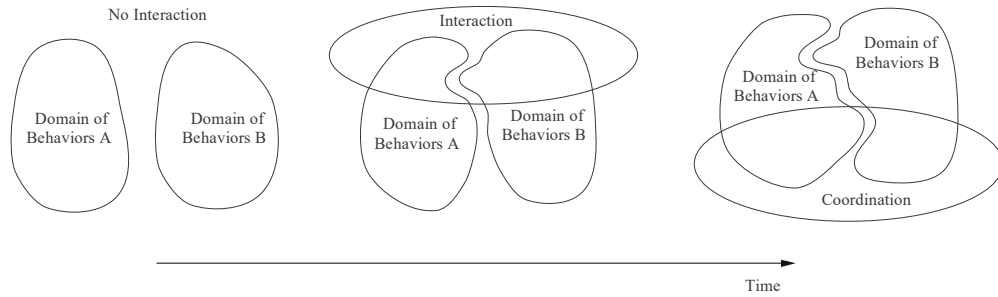 No Interaction
Domain of
Behaviors A
Domain of
Behaviors B
Interaction
Domain of
Behaviors A
Domain of
Behaviors B
Domain of
Behaviors A
Domain of
Behaviors B
Coordination
Time